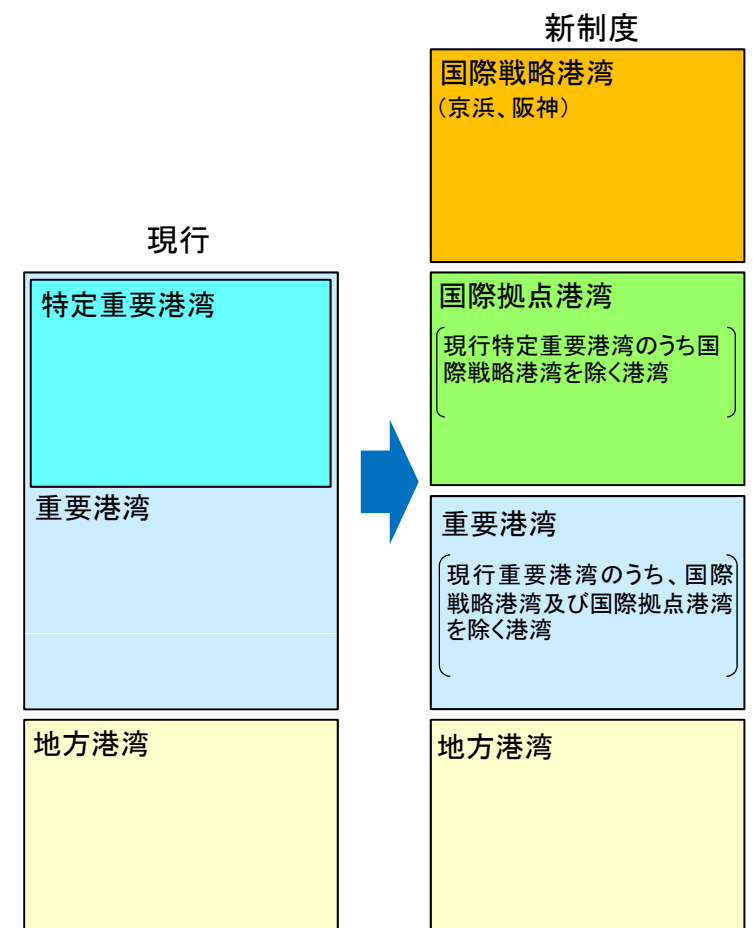 現行
特定重要港湾
重要港湾
地方港湾
新制度
国際戦略港湾
(京浜、阪神)
国際拠点港湾
現行特定重要港湾のうち国
際戦略港湾を除く港湾
重要港湾
現行重要港湾のうち、国際
戦略港湾及び国際拠点港湾
を除く港湾
地方港湾